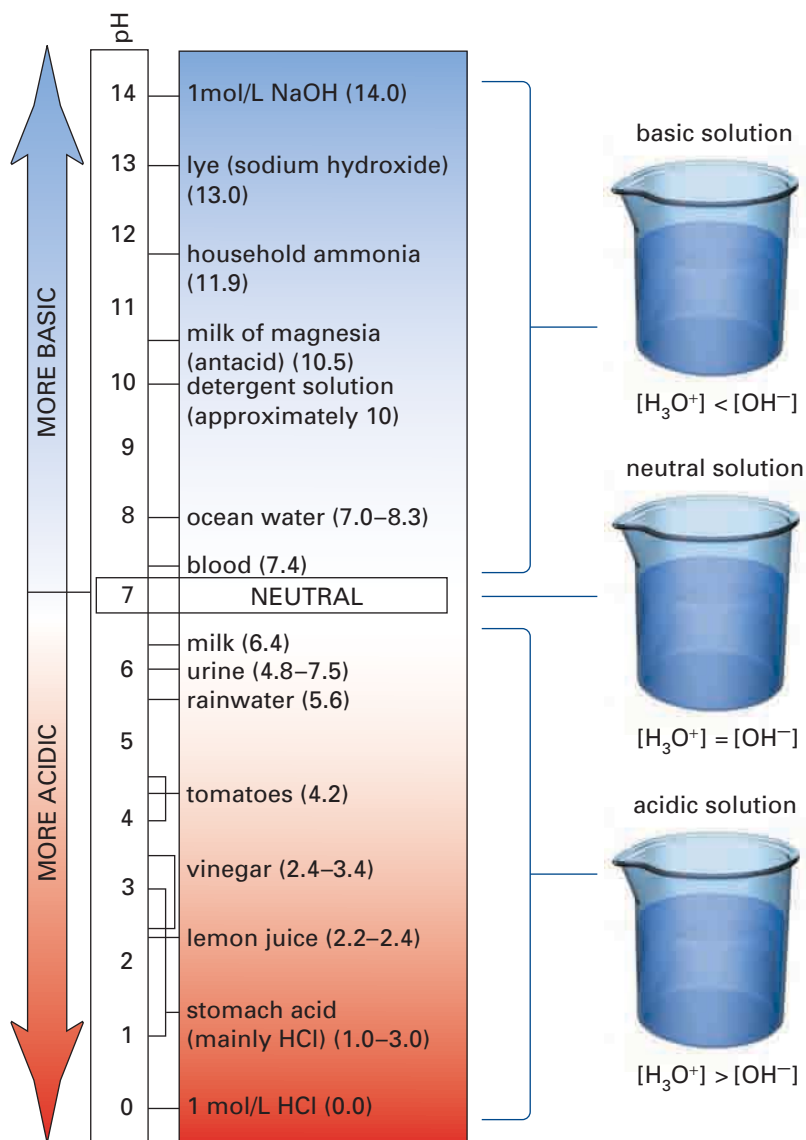 pH
MORE BASIC
MORE ACIDIC
14
13
12
11
10
9
8
7
6
5
4
3
2
1
0
1mol/L NaOH (14.0)
lye (sodium hydroxide)
(13.0)
household ammonia
(11.9)
milk of magnesia
(antacid) (10.5)
detergent solution
(approximately 10)
ocean water (7.0–8.3)
blood (7.4)
NEUTRAL
milk (6.4)
urine (4.8–7.5)
rainwater (5.6)
tomatoes (4.2)
vinegar (2.4–3.4)
lemon juice (2.2–2.4)
stomach acid
(mainly HCl) (1.0–3.0)
1 mol/L HCl (0.0)
basic solution
[H₃O⁺] < [OH⁻]
neutral solution
[H₃O⁺] = [OH⁻]
acidic solution
[H₃O⁺] > [OH⁻]